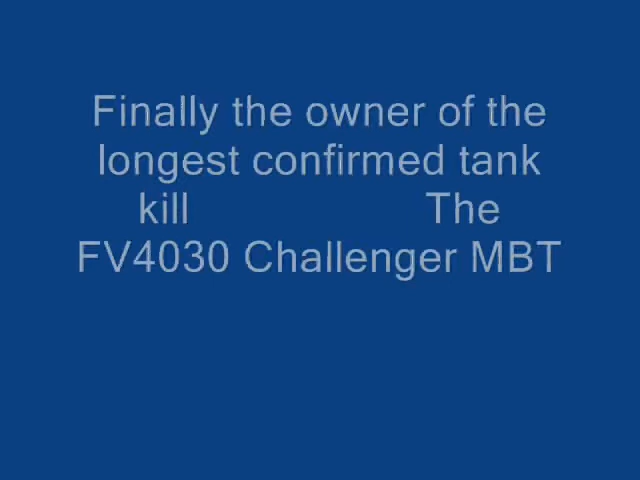 Finally the owner of the
longest confirmed tank
kill The
FV4030 Challenger MBT